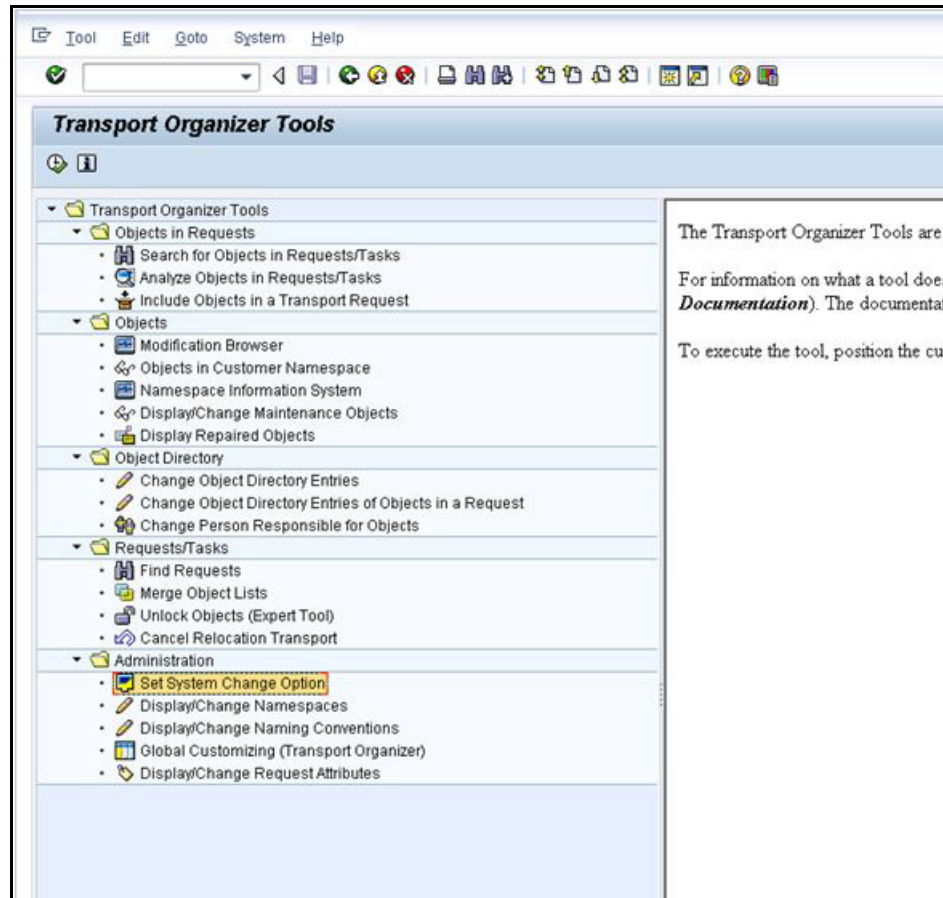 Tool Edit Goto System Help
Transport Organizer Tools
Transport Organizer Tools
Objects in Requests
Search for Objects in Requests/Tasks
Analyze Objects in Requests/Tasks
Include Objects in a Transport Request
Objects
Modification Browser
Objects in Customer Namespace
Namespace Information System
Display/Change Maintenance Objects
Display Repaired Objects
Object Directory
Change Object Directory Entries
Change Object Directory Entries of Objects in a Request
Change Person Responsible for Objects
Requests/Tasks
Find Requests
Merge Object Lists
Unlock Objects (Expert Tool)
Cancel Relocation Transport
Administration
Set System Change Option
Display/Change Namespaces
Display/Change Naming Conventions
Global Customizing (Transport Organizer)
Display/Change Request Attributes
The Transport Organizer Tools are
For information on what a tool
Documentation). The
To execute the tool, position the